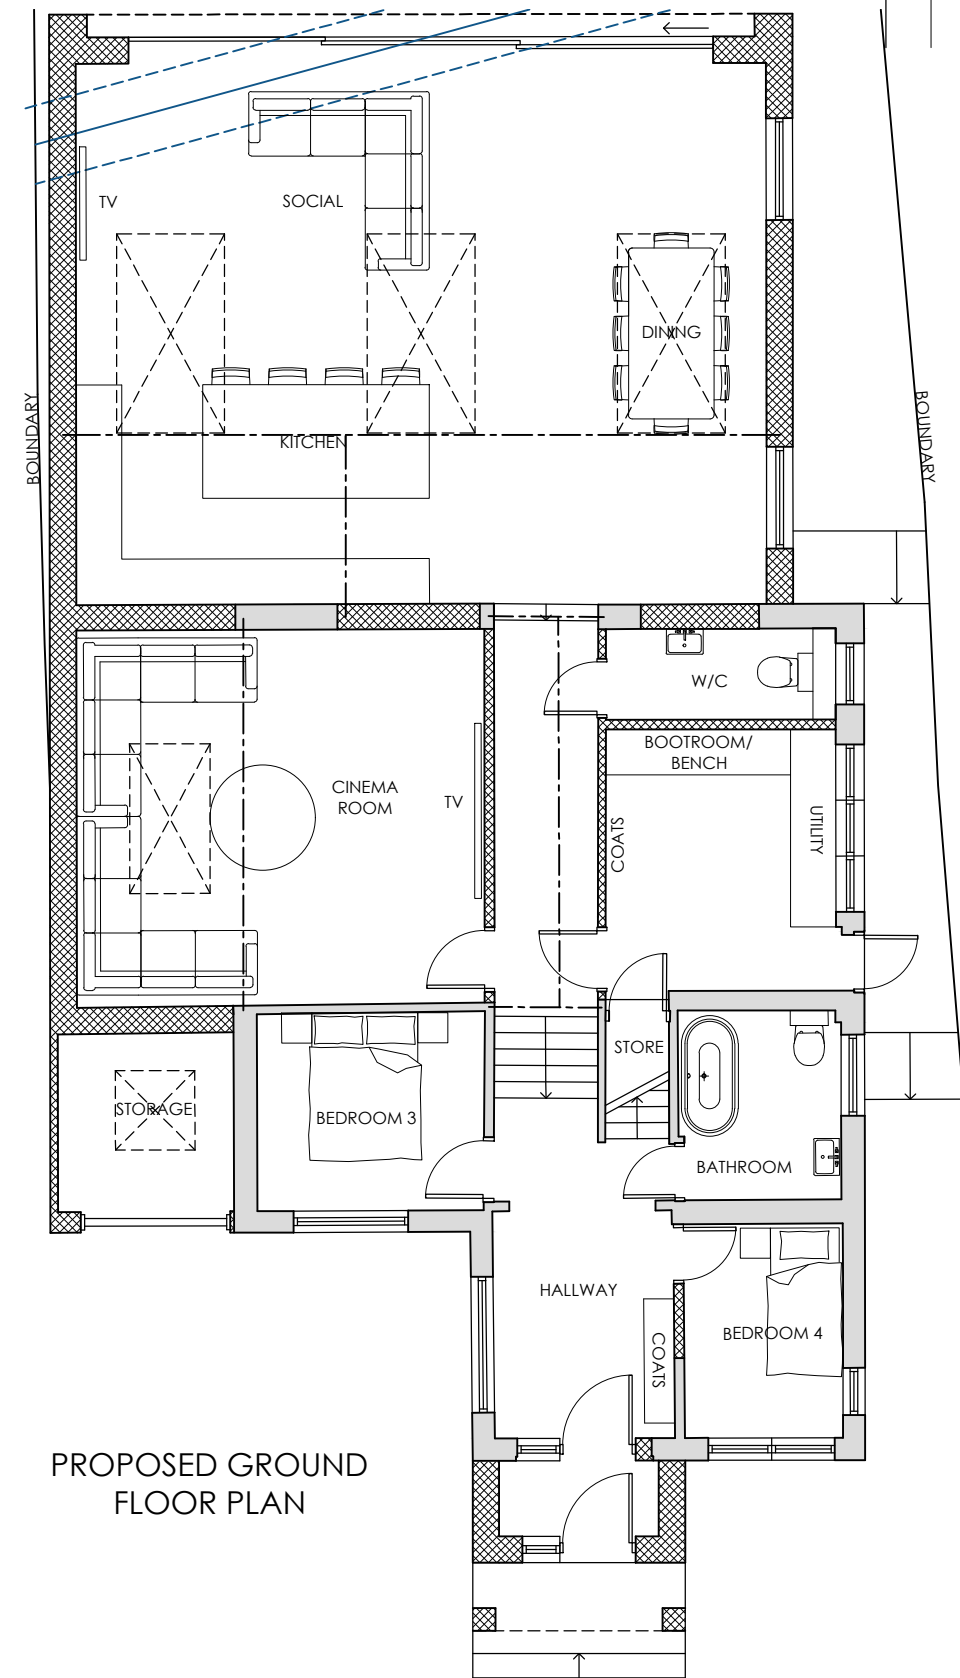 TV
SOCIAL
DINING
BOUNDARY
BOUNDARY
KITCHEN
W/C
BOOTROOM/
BENCH
CINEMA
ROOM
TV
COATS
UTILITY
STORE
STORAGE
BEDROOM 3
BATHROOM
HALLWAY
BEDROOM 4
COATS
PROPOSED GROUND
FLOOR PLAN